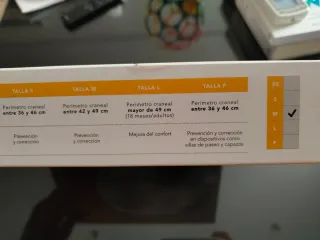 TALLA S
TALLA M
TALLA L
TALLA P
Perímetro craneal
entre 36 y 46 cm
Perímetro craneal
entre 42 y 49 cm
Perímetro craneal
mayor de 49 cm
(18 meses/adultos)
Perímetro craneal
entre 36 y 46 cm
Prevención
y corrección
Prevención
y corrección
Mejora del confort
Prevención y corrección
en dispositivos como
sillas de paseo y capazos
S
M
L